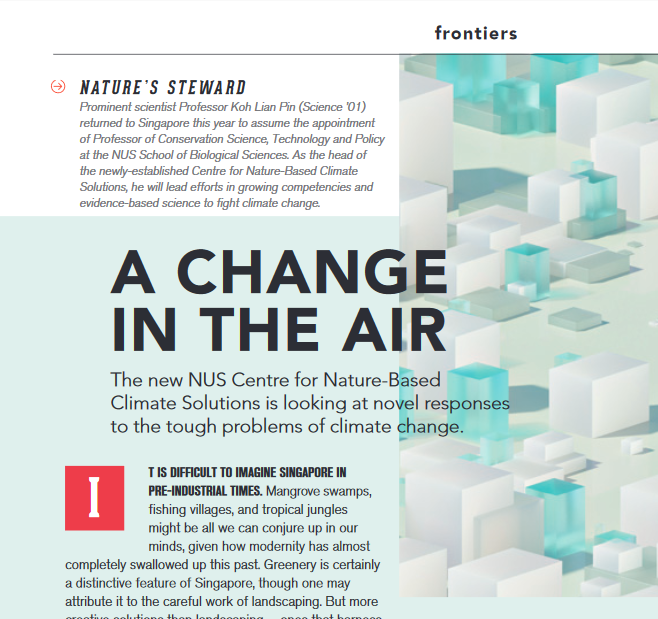 frontiers
NATURE'S STEWARD
Prominent scientist Professor Koh Lian Pin (Science '01)
returned to Singapore this year to assume the appointment
of Professor of Conservation Science, Technology and Policy
at the NUS School of Biological Sciences. As the head of
the newly-established Centre for Nature-Based Climate
Solutions, he will lead efforts in growing competencies and
evidence-based science to fight climate change.
A CHANGE
IN THE AIR
The new NUS Centre for Nature-Based
Climate Solutions is looking at novel responses
to the tough problems of climate change.
IT IS DIFFICULT TO IMAGINE SINGAPORE IN
PRE-INDUSTRIAL TIMES. Mangrove swamps,
fishing villages, and tropical jungles
might be all we can conjure up in our
minds, given how modernity has almost
completely swallowed up this past. Greenery is certainly
a distinctive feature of Singapore, though one may
attribute it to the careful work of landscaping. But more